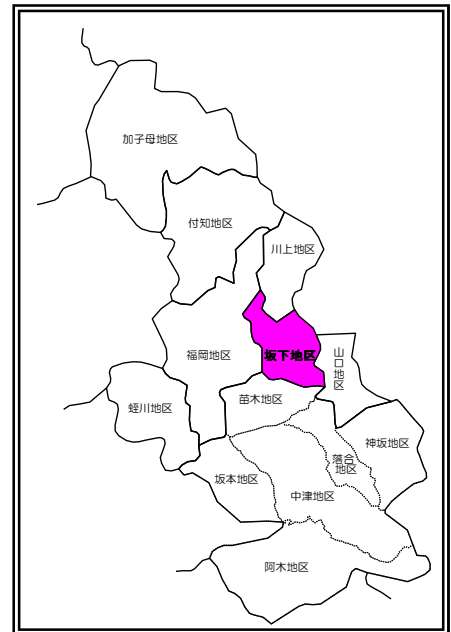 加子母地区
付知地区
川上地区
坂下地区
山口地区
福岡地区
苗木地区
蛭川地区
神坂地区
落合
地区
坂本地区
中津地区
阿木地区